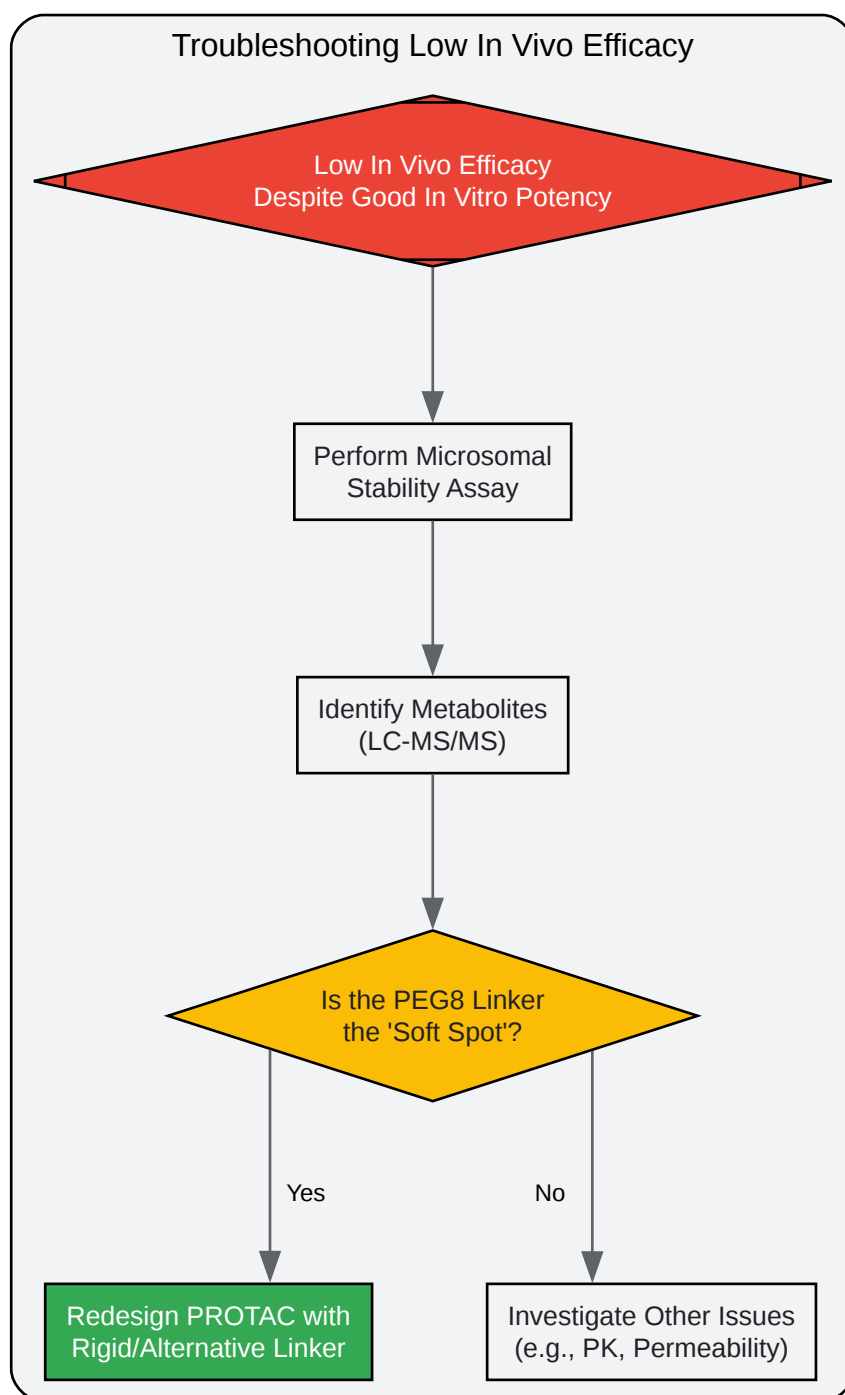 Troubleshooting Low In Vivo Efficacy
Low In Vivo Efficacy
Despite Good In Vitro Potency
Perform Microsomal
Stability Assay
Identify Metabolites
(LC-MS/MS)
Is the PEG8 Linker
the 'Soft Spot'?
Yes
No
Redesign PROTAC with
Rigid/Alternative Linker
Investigate Other Issues
(e.g., PK, Permeability)